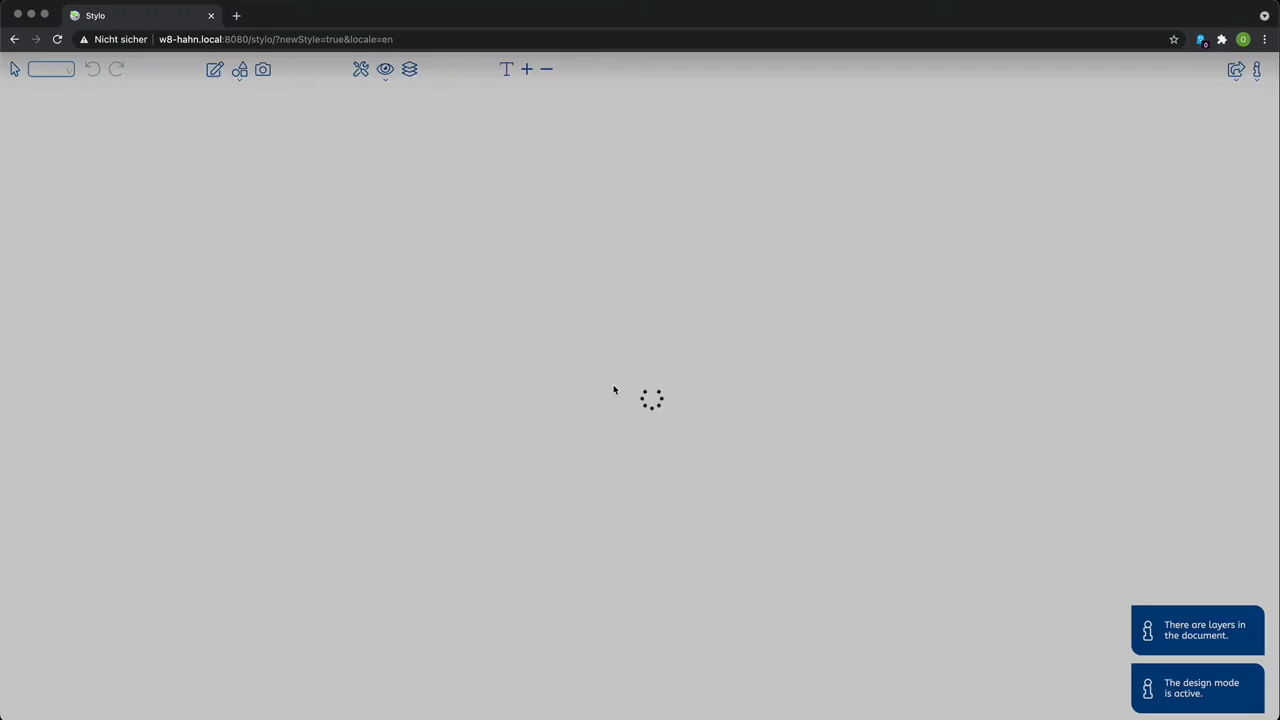 Stylo
Nicht sicher
w8-hahn.local:8080/stylo/?newStyle=true&locale=en
0
O
There are layers in
the document.
The design mode
is active.